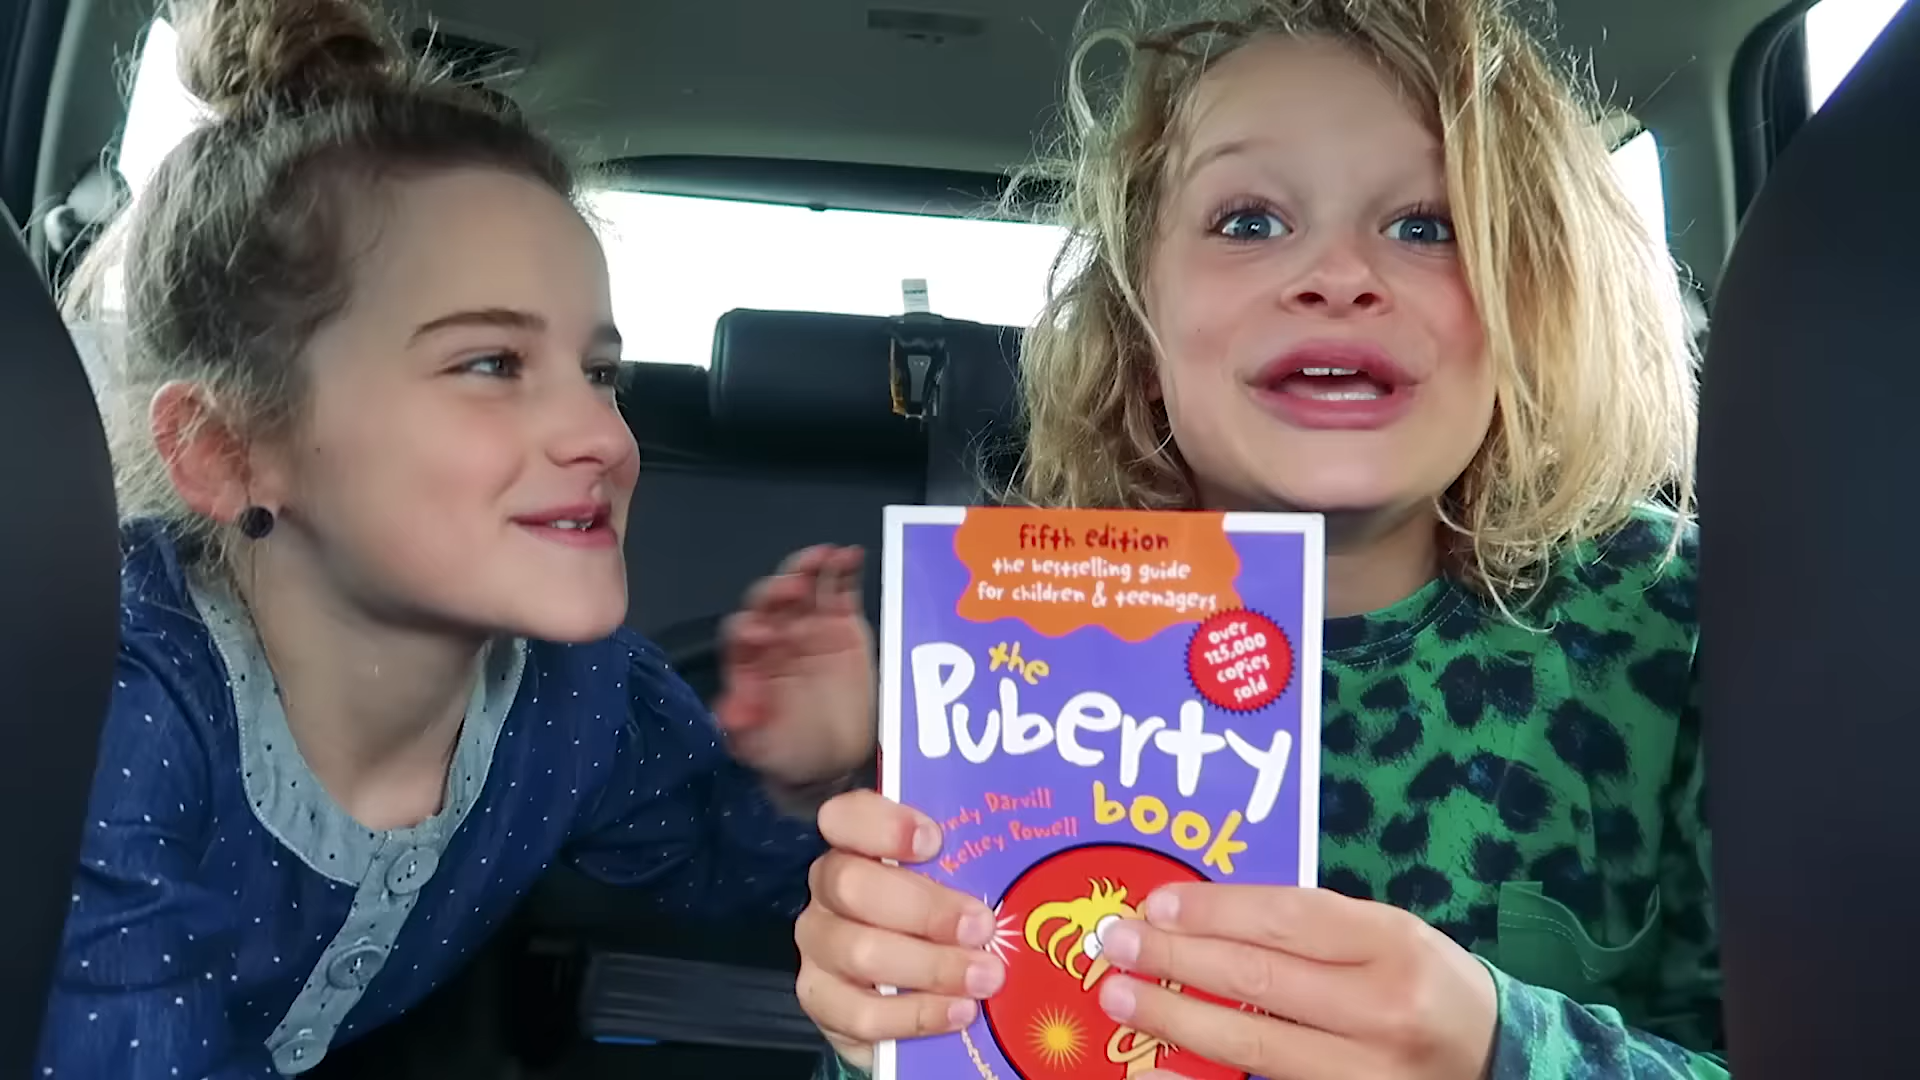 fifth edition
the bestselling guide
for children & teenagers
over
125,000
copies
sold
the
Puberty
book
Darvill
Kelsey Powell